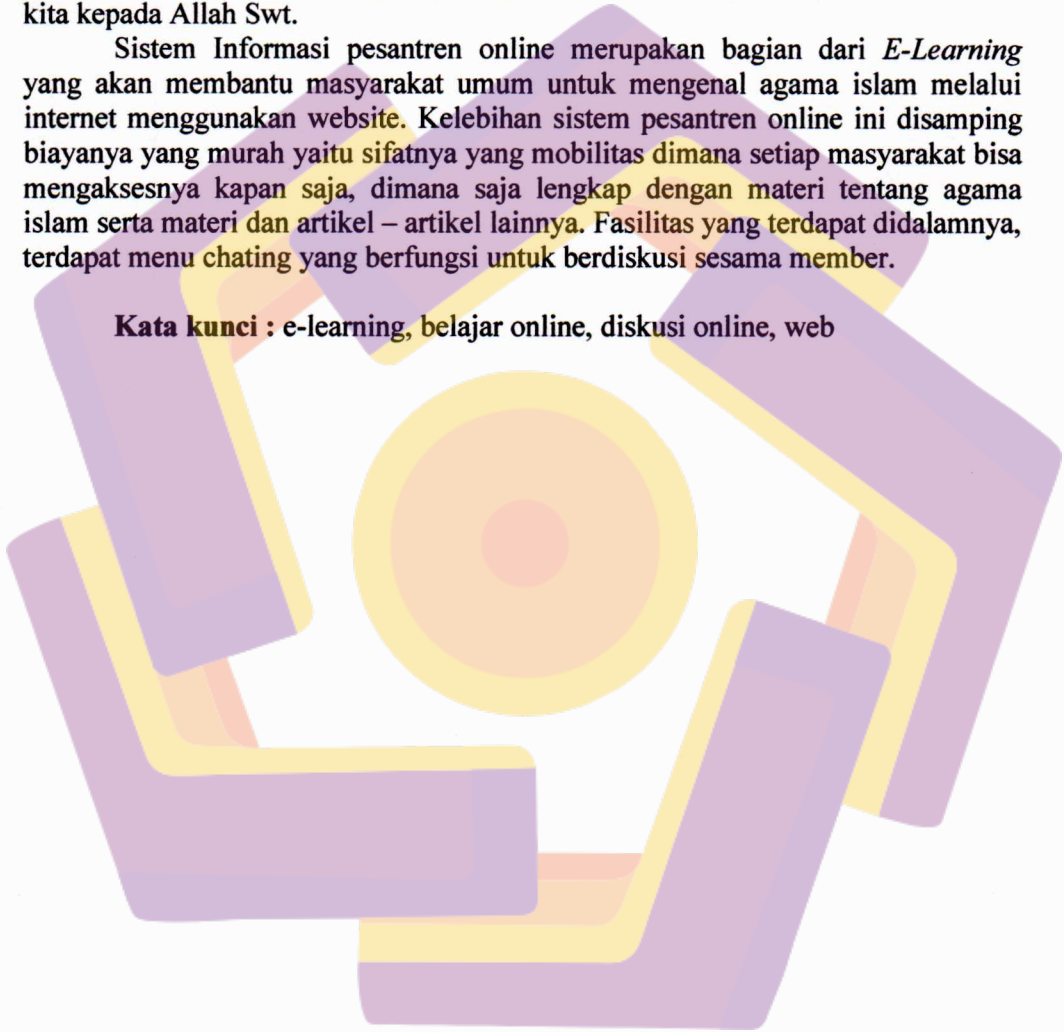 kita kepada Allah Swt.
Sistem Informasi pesantren online merupakan bagian dari E-Learning
yang akan membantu masyarakat umum untuk mengenal agama islam melalui
internet menggunakan website. Kelebihan sistem pesantren online ini disamping
biayanya yang murah yaitu sifatnya yang mobilitas dimana setiap masyarakat bisa
mengaksesnya kapan saja, dimana saja lengkap dengan materi tentang agama
islam serta materi dan artikel – artikel lainnya. Fasilitas yang terdapat didalamnya,
terdapat menu chating yang berfungsi untuk berdiskusi sesama member.
Kata kunci : e-learning, belajar online, diskusi online, web